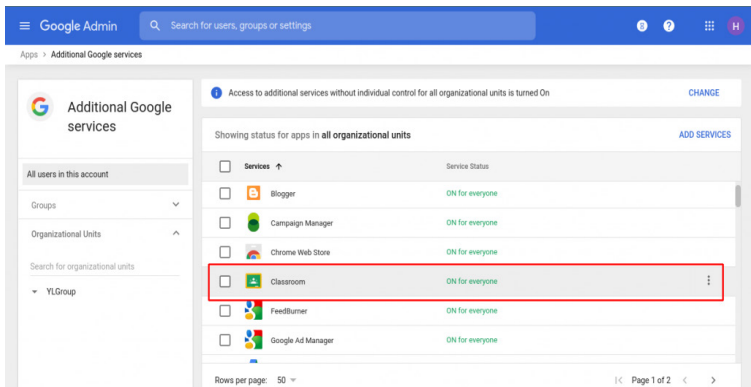 Google Admin
Search for users, groups or settings
H
Apps > Additional Google services
Additional Google
services
All users in this account
Groups
Organizational Units
Search for organizational units
YLGroup
Access to additional services without individual control for all organizational units is turned On
CHANGE
Showing status for apps in all organizational units
ADD SERVICES
Services
Service Status
Blogger
ON for everyone
Campaign Manager
ON for everyone
Chrome Web Store
ON for everyone
Classroom
ON for everyone
FeedBurner
ON for everyone
Google Ad Manager
ON for everyone
Rows per page: 50
Page 1 of 2